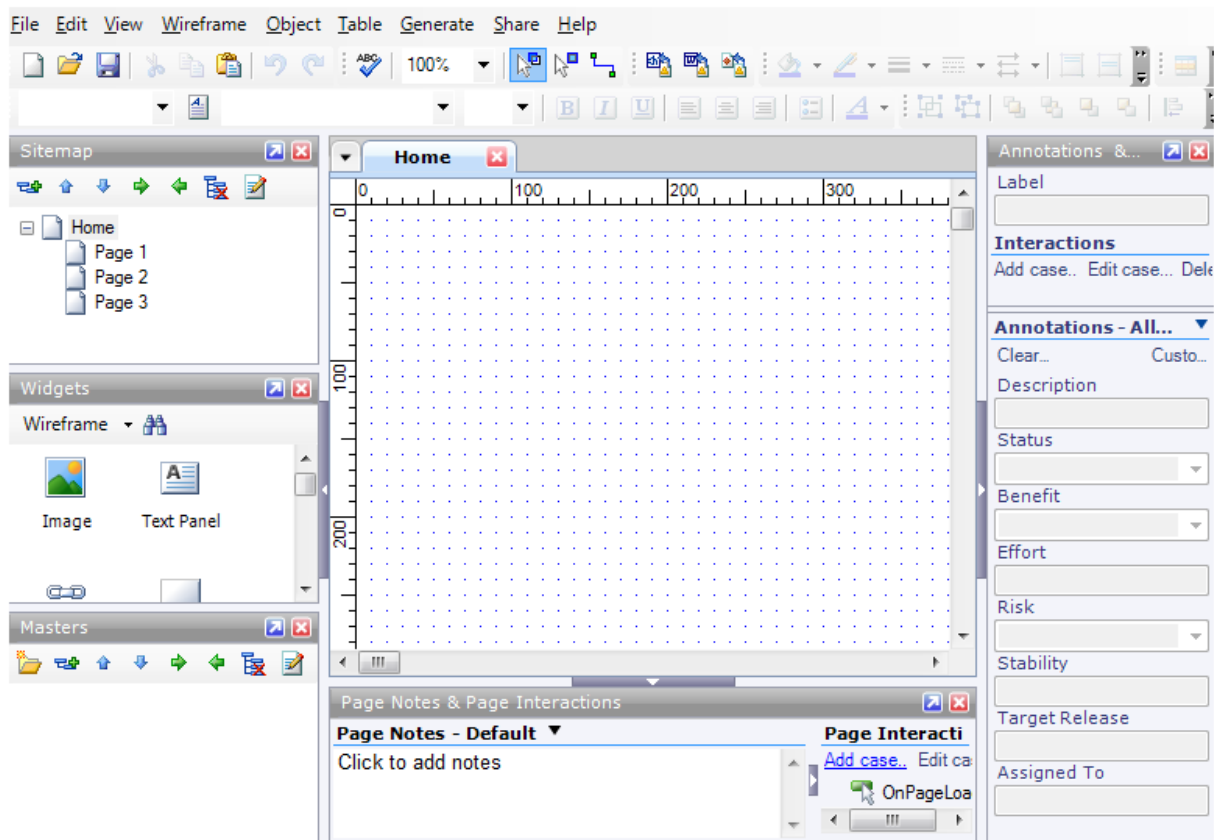 File Edit View Wireframe Object Table Generate Share Help
ABC 100%
B I U A
Sitemap
Home
Page 1
Page 2
Page 3
Widgets
Wireframe
A
Image Text Panel
Masters
Home
0 100 200 300
0
100
200
Page Notes & Page Interactions
Page Notes - Default
Click to add notes
Page Interacti
Add case.. Edit ca
OnPageLoa
Annotations &...
Label
Interactions
Add case.. Edit case... Dele
Annotations - All...
Clear... Custo...
Description
Status
Benefit
Effort
Risk
Stability
Target Release
Assigned To